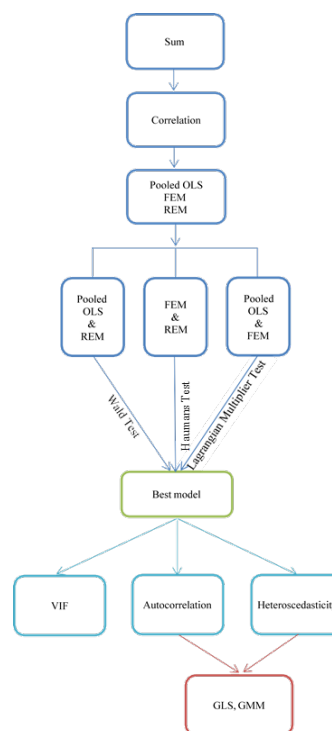 Sum
Correlation
Pooled OLS
FEM
REM
Pooled
OLS
&
REM
FEM
&
REM
Pooled
OLS
&
FEM
Wald Test
Haumans Test
Lagrangian Multiplier Test
Best model
VIF
Autocorrelation
Heteroscedasticit
GLS, GMM